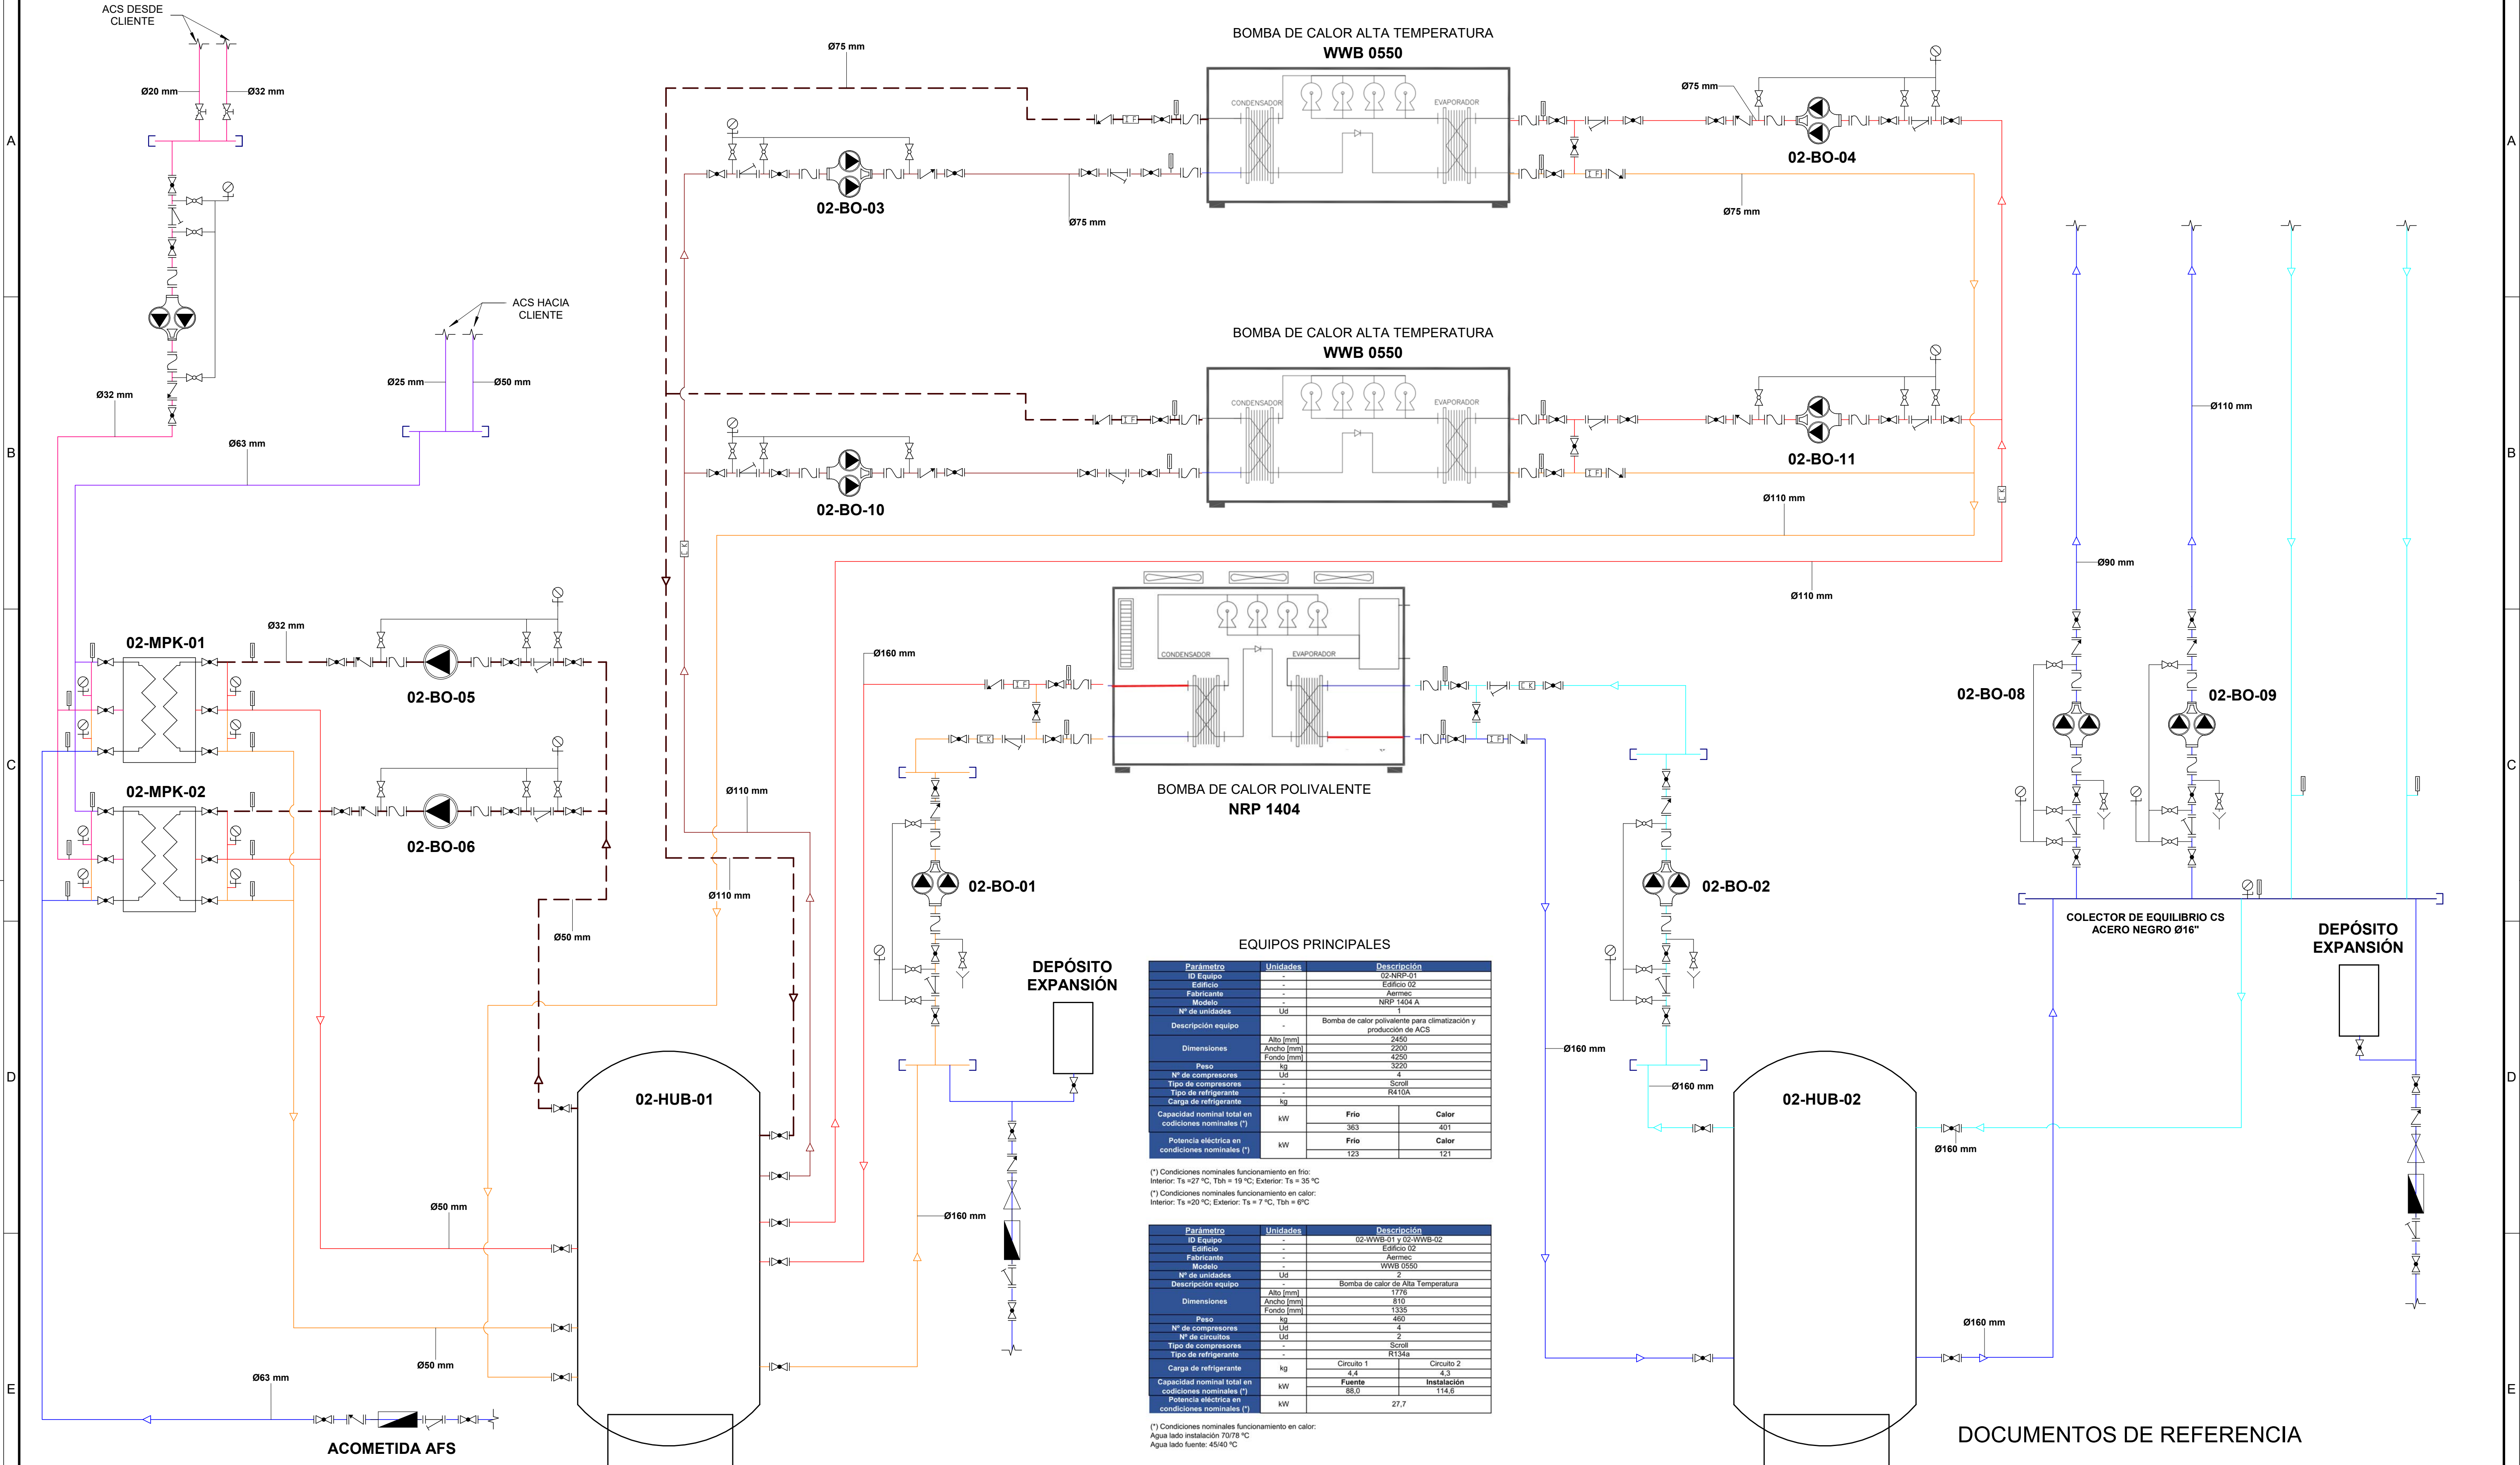 ACS DESDE
CLIENTE
Ø20 mm
Ø32 mm
Ø75 mm
BOMBA DE CALOR ALTA TEMPERATURA
WWB 0550
CONDENSADOR
EVAPORADOR
Ø75 mm
02-BO-04
02-BO-03
Ø75 mm
Ø75 mm
A
A
ACS HACIA
CLIENTE
Ø25 mm
Ø50 mm
Ø32 mm
Ø63 mm
BOMBA DE CALOR ALTA TEMPERATURA
WWB 0550
CONDENSADOR
EVAPORADOR
02-BO-11
02-BO-10
Ø110 mm
Ø110 mm
Ø110 mm
Ø90 mm
B
B
02-MPK-01
Ø32 mm
02-BO-05
02-MPK-02
02-BO-06
Ø160 mm
CONDENSADOR
EVAPORADOR
BOMBA DE CALOR POLIVALENTE
NRP 1404
02-BO-08
02-BO-09
C
C
Ø110 mm
Ø110 mm
Ø50 mm
02-BO-01
02-BO-02
COLECTOR DE EQUILIBRIO CS
ACERO NEGRO Ø16"
DEPÓSITO
EXPANSIÓN
DEPÓSITO
EXPANSIÓN
EQUIPOS PRINCIPALES
Parámetro Unidades Descripción
ID Equipo - 02-NRP-01
Edificio - Edificio 02
Fabricante - Aermec
Modelo - NRP 1404 A
Nº de unidades Ud 1
Descripción equipo - Bomba de calor polivalente para climatización y
producción de ACS
Dimensiones Alto [mm] 2450
Ancho [mm] 2200
Fondo [mm] 4250
Peso kg 3220
Nº de compresores Ud 4
Tipo de compresores - Scroll
Tipo de refrigerante - R410A
Carga de refrigerante kg
Capacidad nominal total en
codiciones nominales (*) kW Frío Calor
363 401
Potencia eléctrica en
condiciones nominales (*) kW Frío Calor
123 121
(*) Condiciones nominales funcionamiento en frío:
Interior: Ts =27 ºC, Tbh = 19 ºC; Exterior: Ts = 35 ºC
(*) Condiciones nominales funcionamiento en calor:
Interior: Ts =20 ºC; Exterior: Ts = 7 ºC, Tbh = 6ºC
Parámetro Unidades Descripción
ID Equipo - 02-WWB-01 y 02-WWB-02
Edificio - Edificio 02
Fabricante - Aermec
Modelo - WWB 0550
Nº de unidades Ud 2
Descripción equipo - Bomba de calor de Alta Temperatura
Dimensiones Alto [mm] 1776
Ancho [mm] 810
Fondo [mm] 1335
Peso kg 460
Nº de compresores Ud 4
Nº de circuitos Ud 2
Tipo de compresores - Scroll
Tipo de refrigerante - R134a
Carga de refrigerante kg Circuito 1 Circuito 2
4,4 4,3
Capacidad nominal total en
codiciones nominales (*) kW Fuente Instalación
88,0 114,6
Potencia eléctrica en
condiciones nominales (*) kW 27,7
(*) Condiciones nominales funcionamiento en calor:
Agua lado instalación 70/78 ºC
Agua lado fuente: 45/40 ºC
02-HUB-01
02-HUB-02
Ø160 mm
Ø160 mm
Ø160 mm
Ø160 mm
Ø160 mm
D
D
Ø50 mm
Ø50 mm
Ø63 mm
ACOMETIDA AFS
E
E
DOCUMENTOS DE REFERENCIA